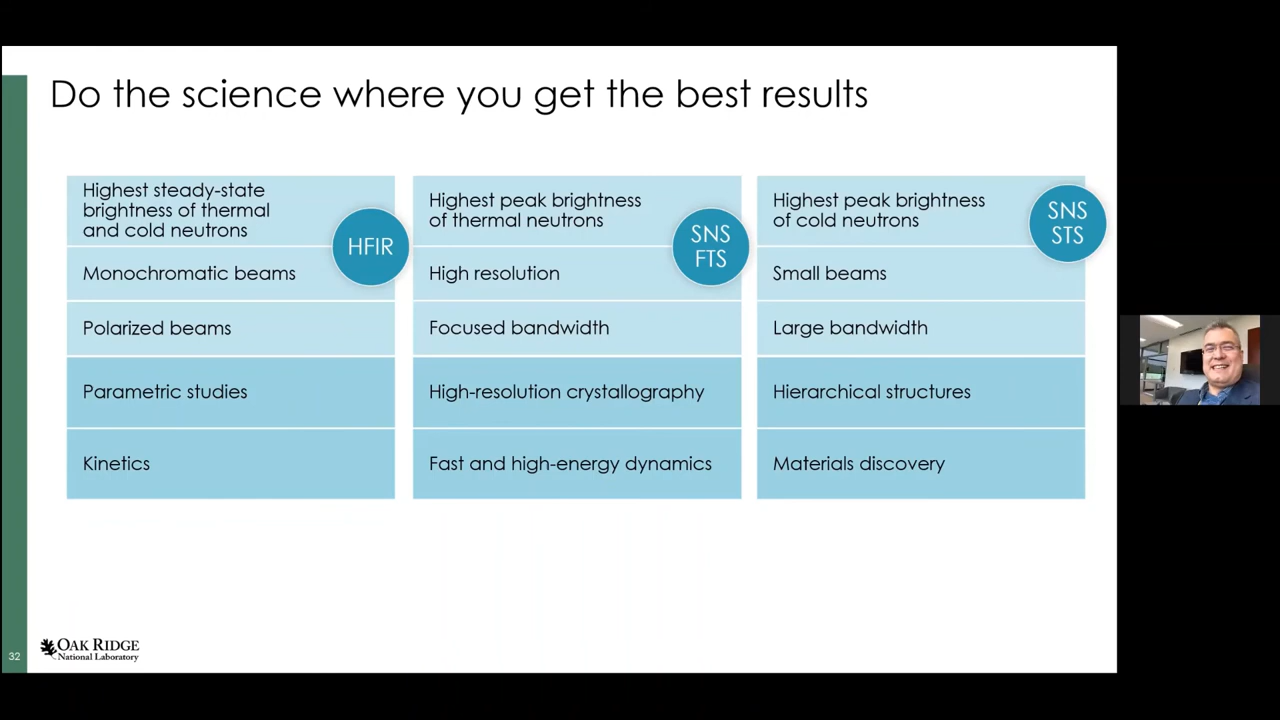 Do the science where you get the best results
Highest steady-state
brightness of thermal
and cold neutrons
HFIR
Monochromatic beams
Polarized beams
Parametric studies
Kinetics
Highest peak brightness
of thermal neutrons
SNS
FTS
High resolution
Focused bandwidth
High-resolution crystallography
Fast and high-energy dynamics
Highest peak brightness
of cold neutrons
SNS
STS
Small beams
Large bandwidth
Hierarchical structures
Materials discovery
32
OAK RIDGE
National Laboratory